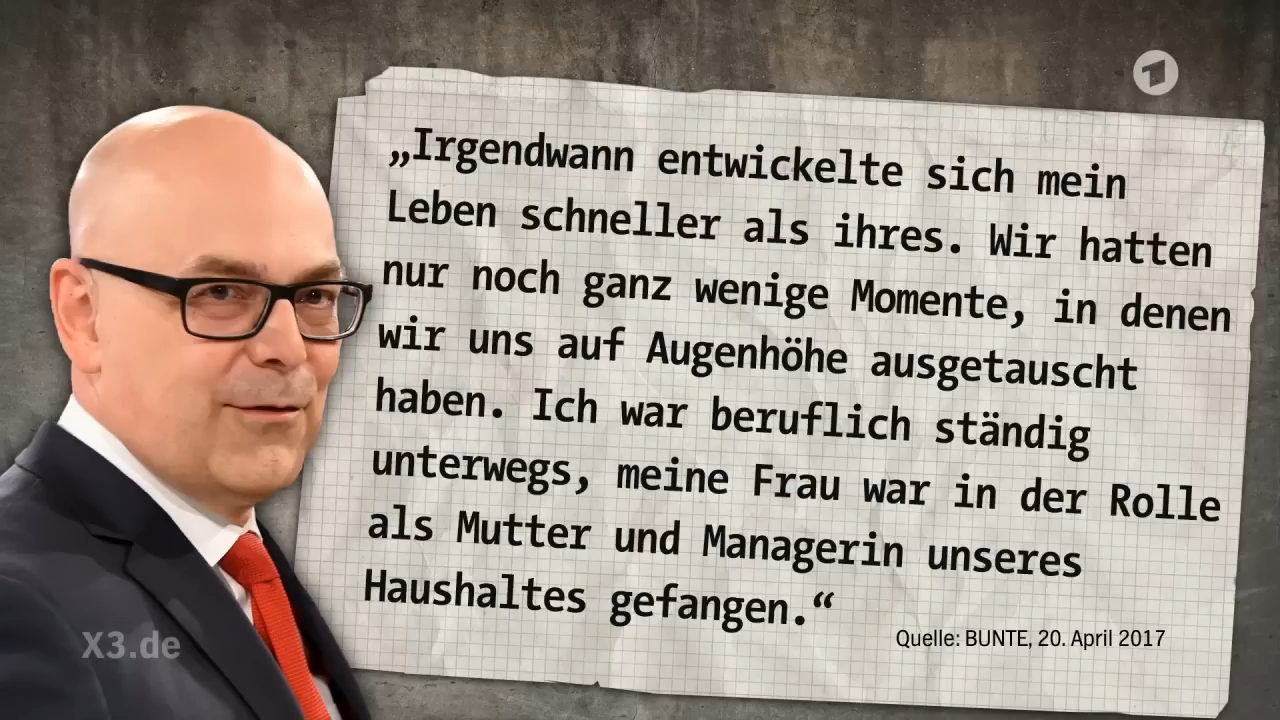 „Irgendwann entwickelte sich mein
Leben schneller als ihres. Wir hatten
nur noch ganz wenige Momente, in denen
wir uns auf Augenhöhe ausgetauscht
haben. Ich war beruflich ständig
unterwegs, meine Frau war in der Rolle
als Mutter und Managerin unseres
Haushaltes gefangen.“
Quelle: BUNTE, 20. April 2017
X3.de
1